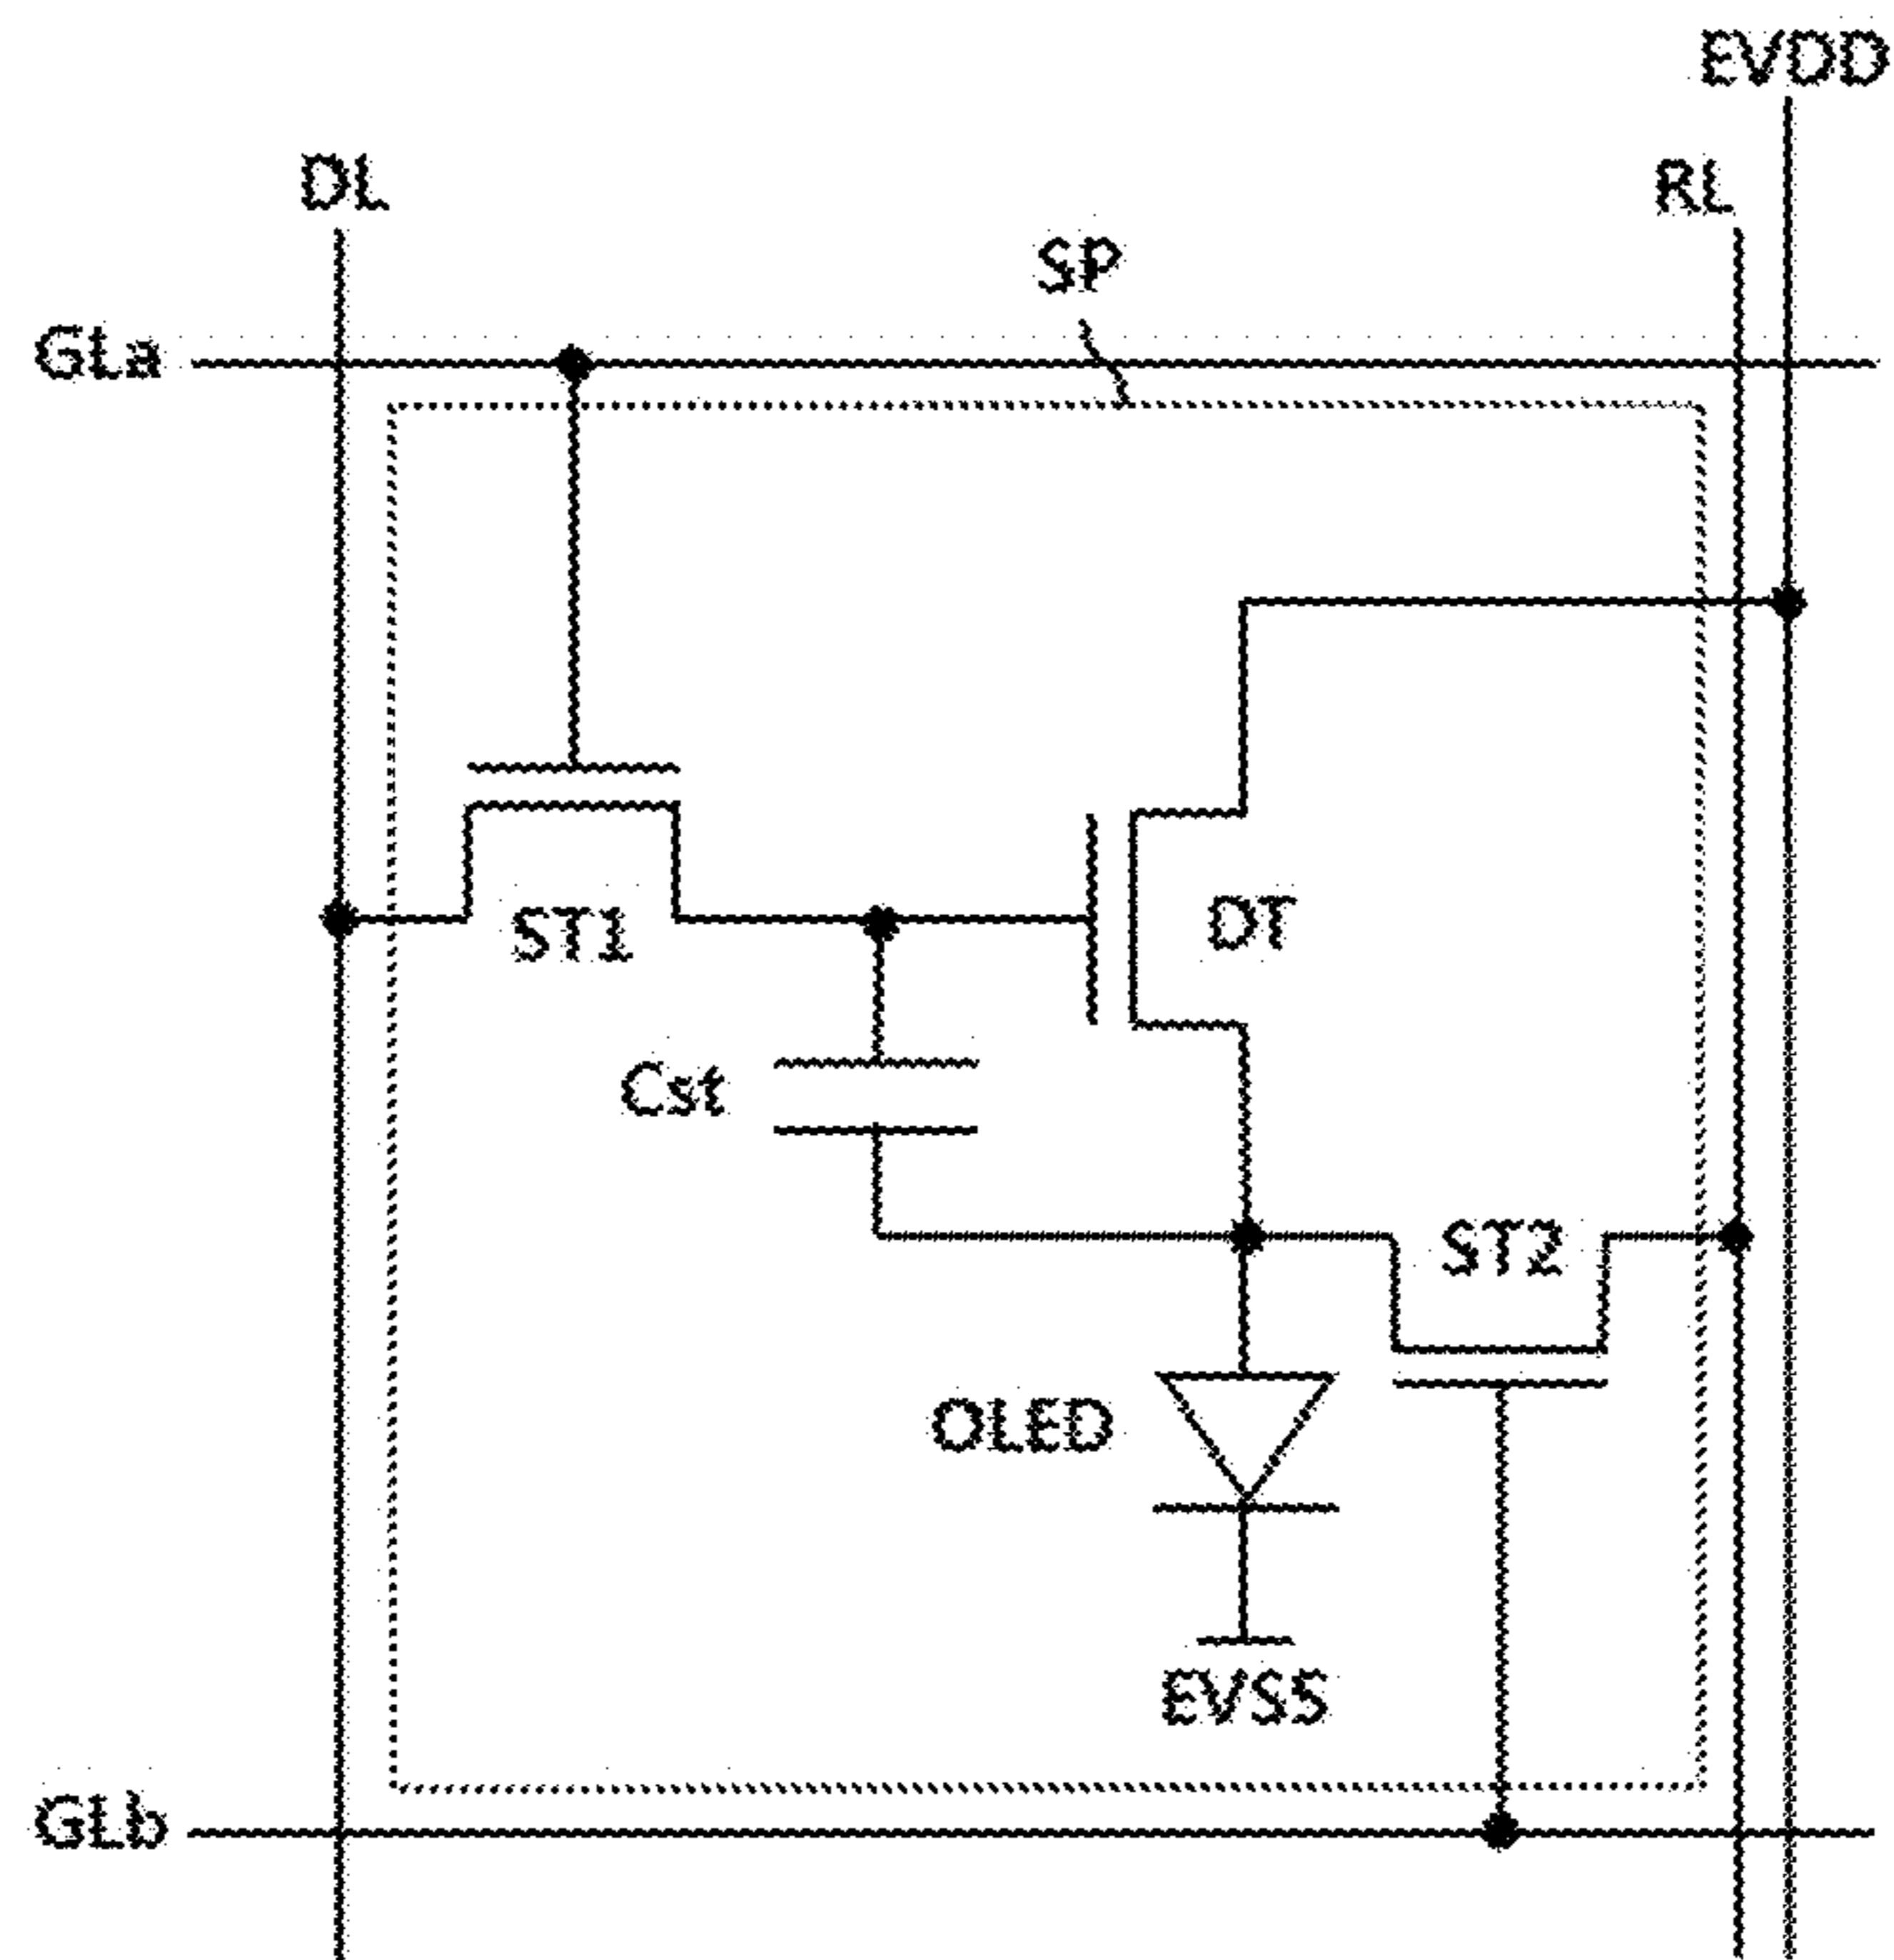 EVDD
DL
RL
SP
GLa
ST1
DT
Cst
ST2
OLED
EVSS
GLb